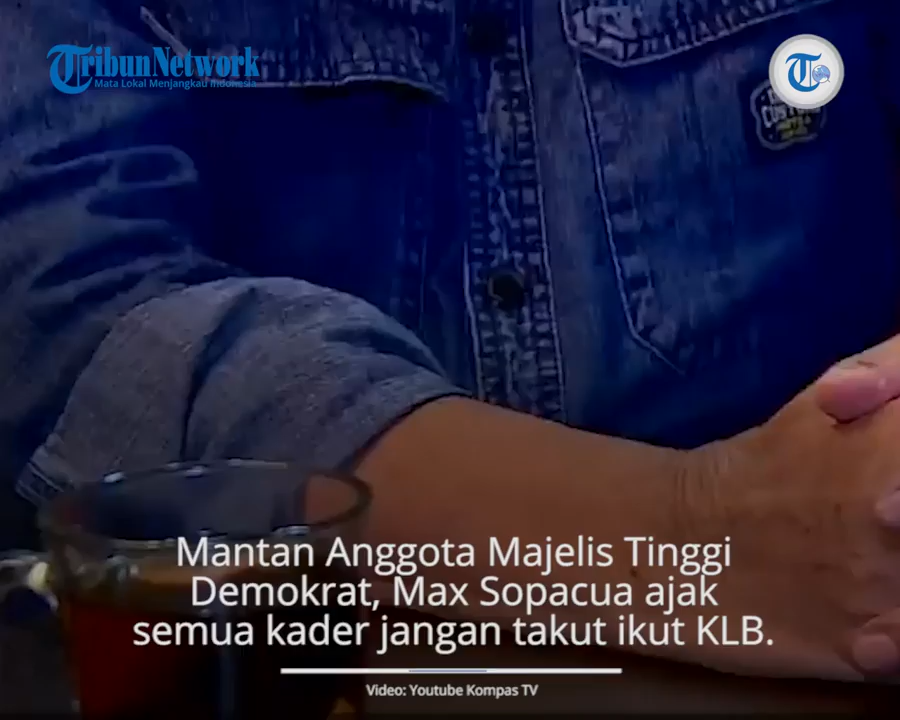 TribunNetwork
Mata Lokal Menjangkau Indonesia
T
Mantan Anggota Majelis Tinggi
Demokrat, Max Sopacua ajak
semua kader jangan takut ikut KLB.
Video: Youtube Kompas TV